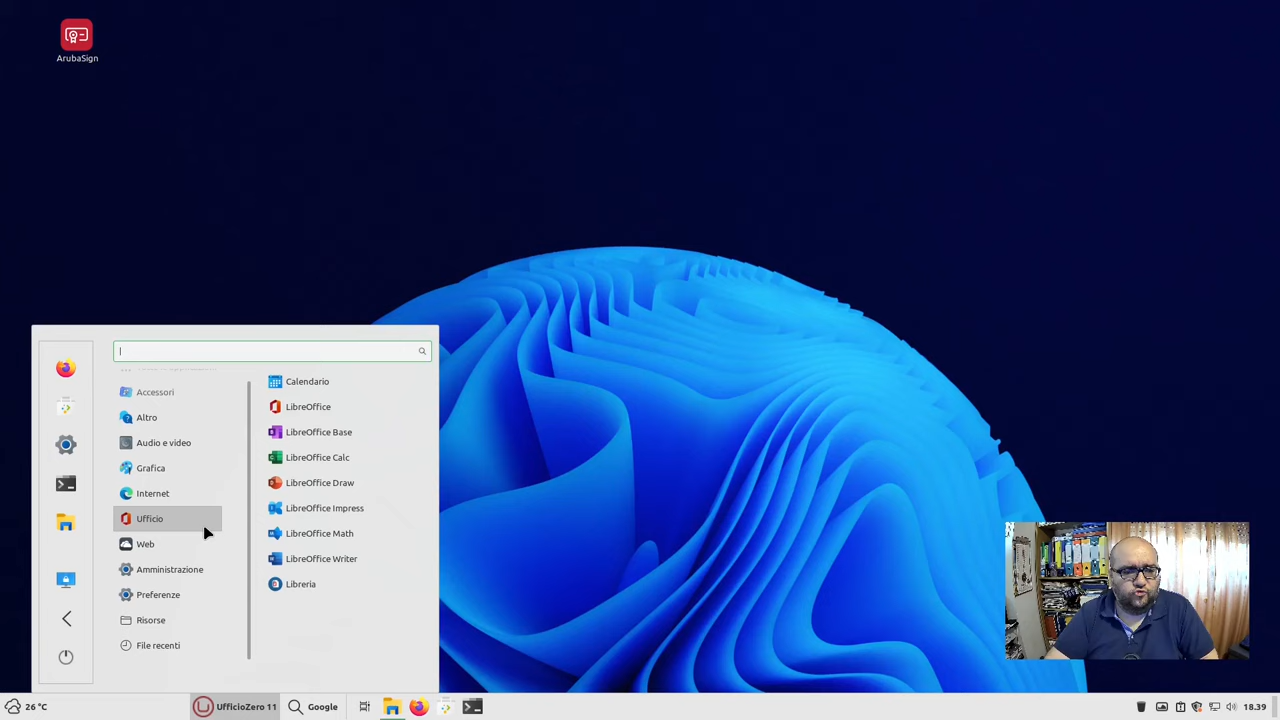 ArubaSign
Accessori
Altro
Audio e video
Grafica
Internet
Ufficio
Web
Amministrazione
Preferenze
Risorse
File recenti
Calendario
LibreOffice
LibreOffice Base
LibreOffice Calc
LibreOffice Draw
LibreOffice Impress
LibreOffice Math
LibreOffice Writer
Libreria
26 °C
UfficioZero 11
Google
18.39